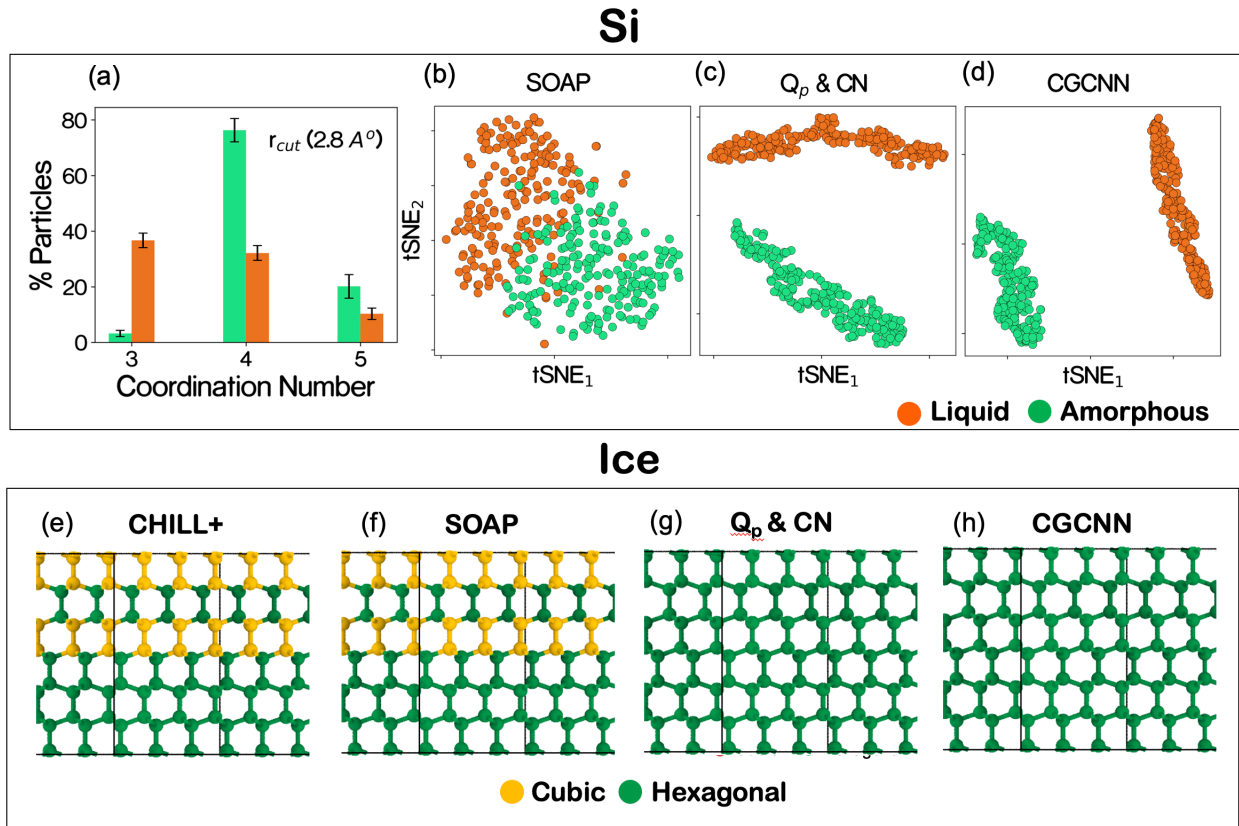 Si
(a)
r_cut (2.8 A^o)
80
60
40
20
0
% Particles
3 4 5
Coordination Number
(b)
SOAP
tSNE_2
tSNE_1
(c)
Q_p & CN
tSNE_1
(d)
CGCNN
tSNE_1
Liquid Amorphous
Ice
(e) CHILL+
(f) SOAP
(g) Q_p & CN
(h) CGCNN
Cubic Hexagonal